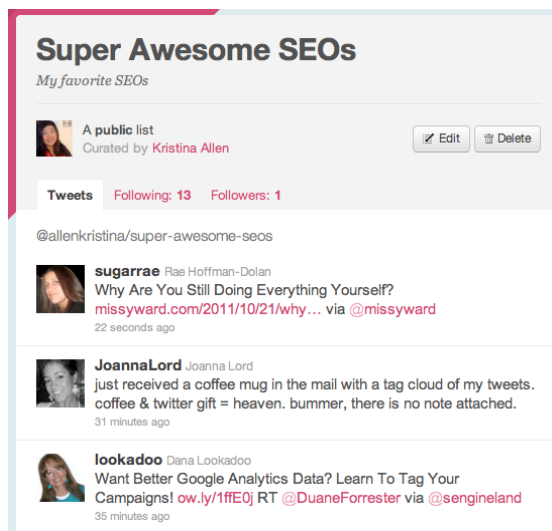 Super Awesome SEOs
My favorite SEOs
A public list
Curated by Kristina Allen
Edit
Delete
Tweets
Following: 13
Followers: 1
@allenkristina/super-awesome-seos
sugarrae Rae Hoffman-Dolan
Why Are You Still Doing Everything Yourself?
missyward.com/2011/10/21/why… via @missyward
22 seconds ago
JoannaLord Joanna Lord
just received a coffee mug in the mail with a tag cloud of my tweets.
coffee & twitter gift = heaven. bummer, there is no note attached.
31 minutes ago
lookadoo Dana Lookadoo
Want Better Google Analytics Data? Learn To Tag Your
Campaigns! ow.ly/1ffE0j RT @DuaneForrester via @sengineland
35 minutes ago